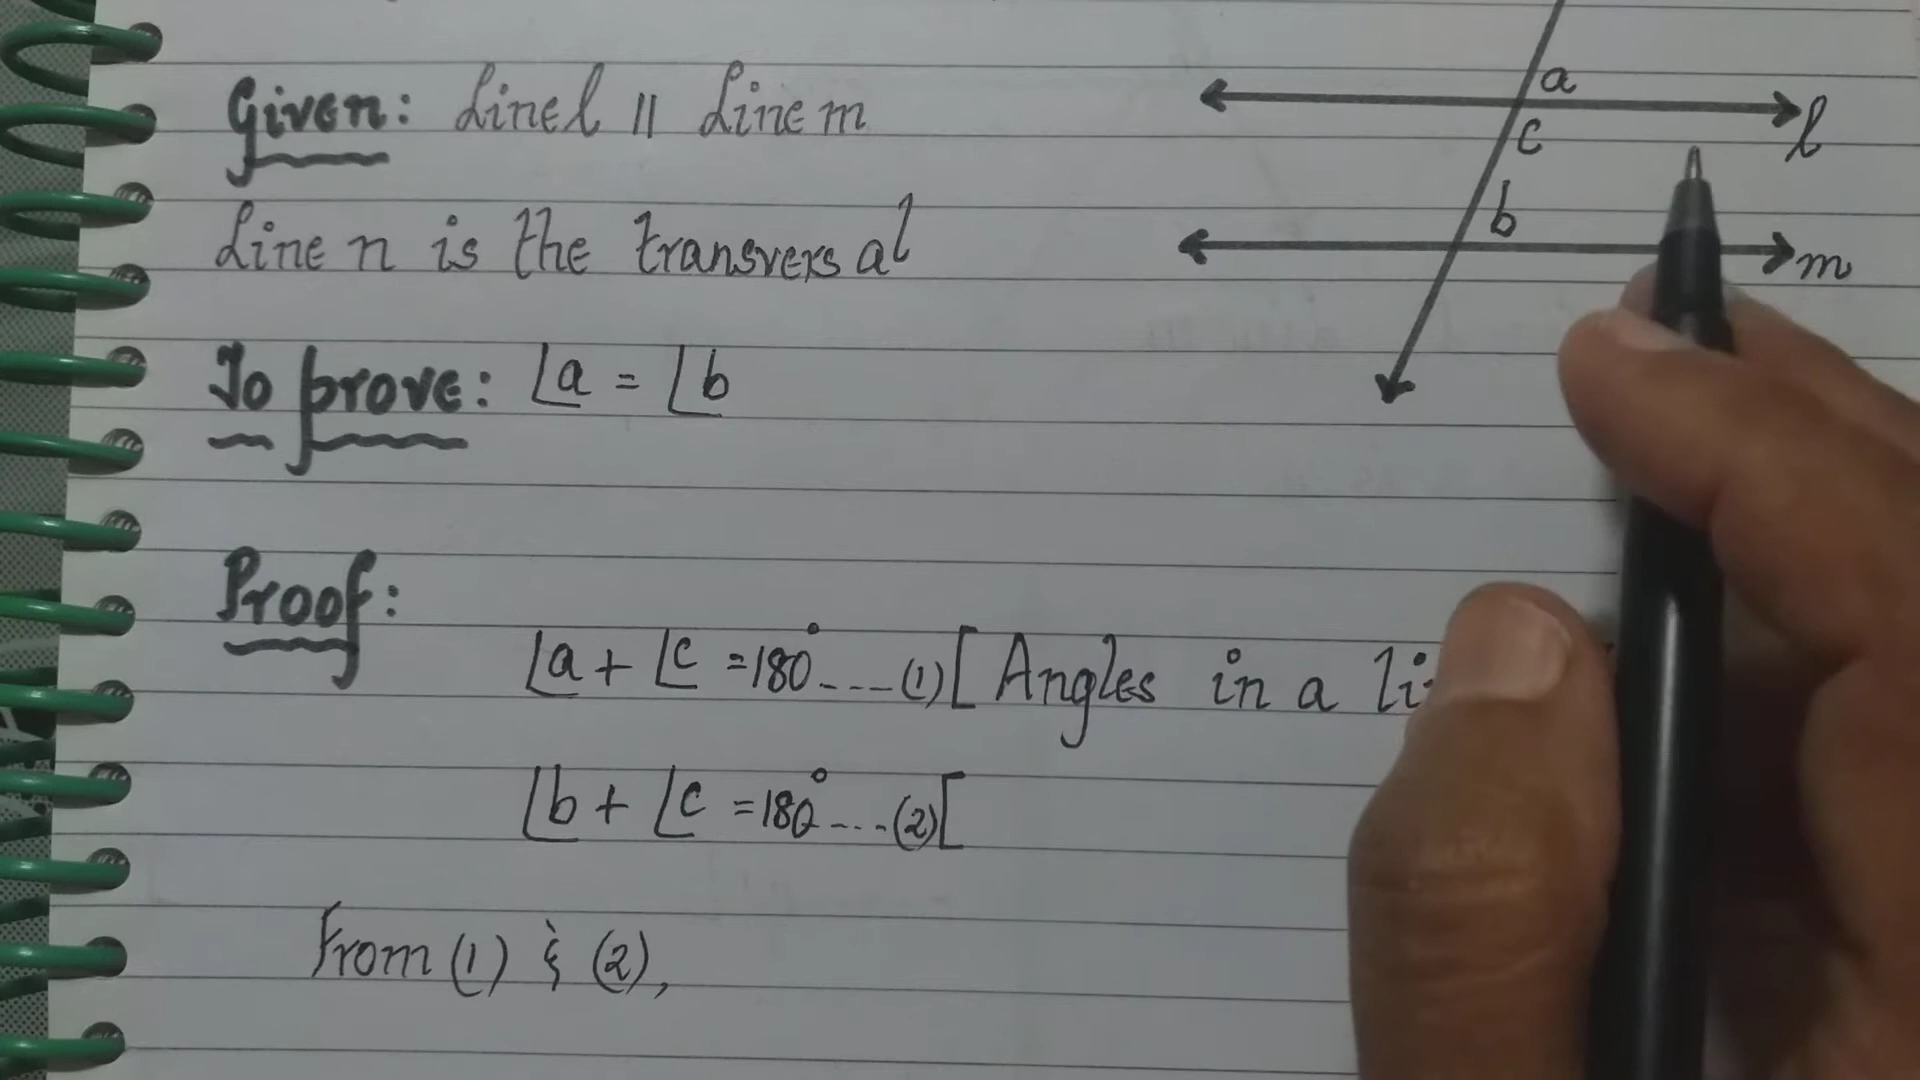 Given: Line l || Line m
Line n is the transversal
To prove: ∠a = ∠b
Proof:
∠a + ∠c = 180° ---- (1) [Angles in a
∠b + ∠c = 180° ---- (2) [
From (1) & (2),
a
l
c
b
m